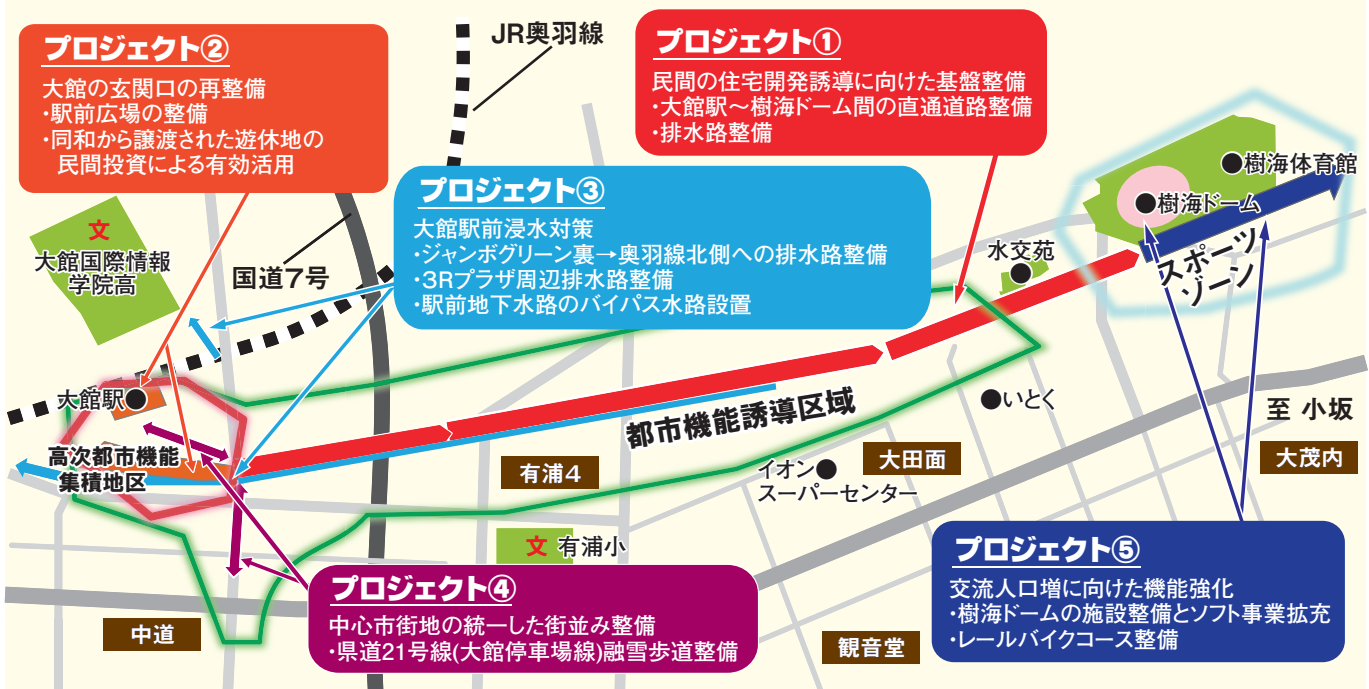 プロジェクト②
大館の玄関口の再整備
・駅前広場の整備
・同和から譲渡された遊休地の
民間投資による有効活用
JR奥羽線
プロジェクト①
民間の住宅開発誘導に向けた基盤整備
・大館駅～樹海ドーム間の直通道路整備
・排水路整備
プロジェクト③
大館駅前浸水対策
・ジャンボグリーン裏→奥羽線北側への排水路整備
・3Rプラザ周辺排水路整備
・駅前地下水路のバイパス水路設置
樹海体育館
樹海ドーム
スポーツ
ゾーン
水交苑
文
大館国際情報
学院高
国道7号
大館駅
高次都市機能
集積地区
都市機能誘導区域
いとく
至 小坂
有浦4
イオン
スーパーセンター
大田面
大茂内
文 有浦小
プロジェクト④
中心市街地の統一した街並み整備
・県道21号線(大館停車場線)融雪歩道整備
中道
観音堂
プロジェクト⑤
交流人口増に向けた機能強化
・樹海ドームの施設整備とソフト事業拡充
・レールバイクコース整備